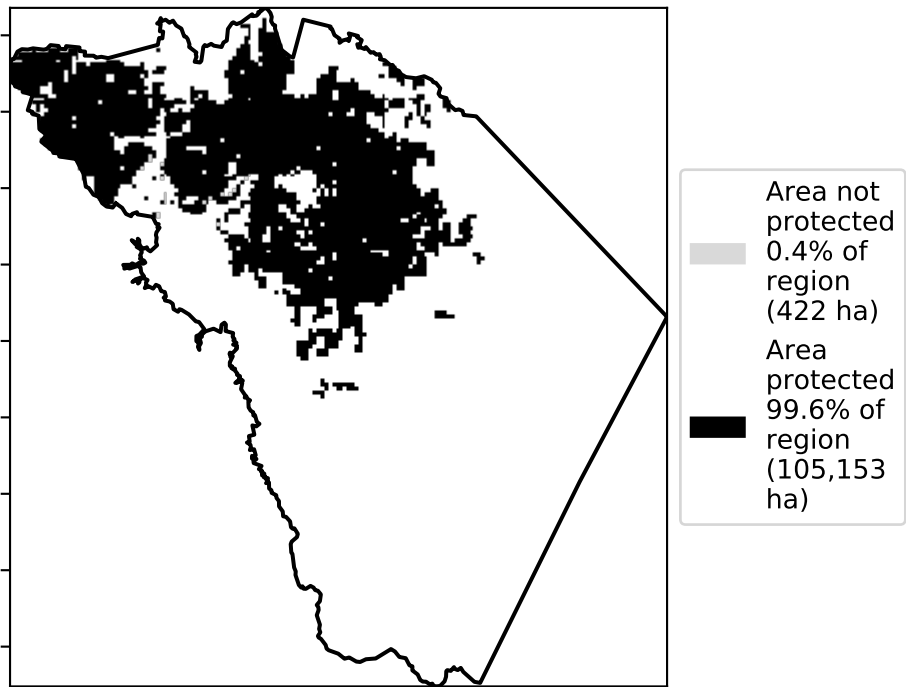 Area not
protected
0.4% of
region
(422 ha)
Area
protected
99.6% of
region
(105,153
ha)